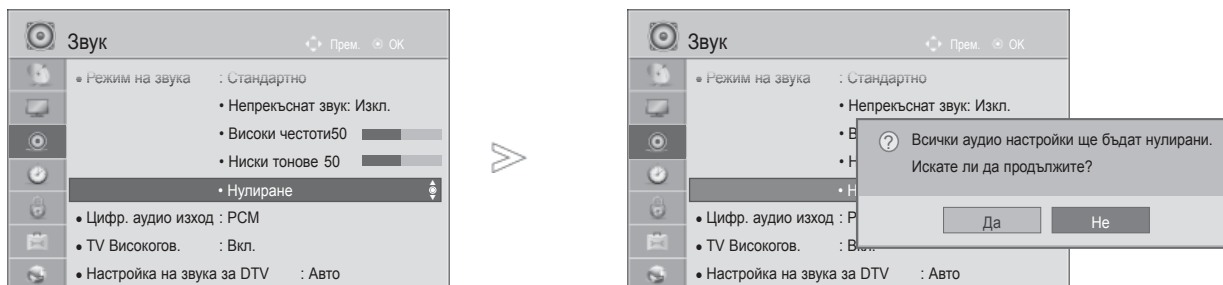 Звук
Прем. OK
• Режим на звука : Стандартно
• Непрекъснат звук: Изкл.
• Високи честоти50
• Ниски тонове 50
• Нулиране
• Цифр. аудио изход : PCM
• TV Високогов. : Вкл.
• Настройка на звука за DTV : Авто
Звук
Прем. OK
• Режим на звука : Стандартно
• Непрекъснат звук: Изкл.
• В
• Н
• Н
• Цифр. аудио изход : P
• TV Високогов. : Вкл.
• Настройка на звука за DTV : Авто
? Всички аудио настройки ще бъдат нулирани.
Искате ли да продължите?
Да Не